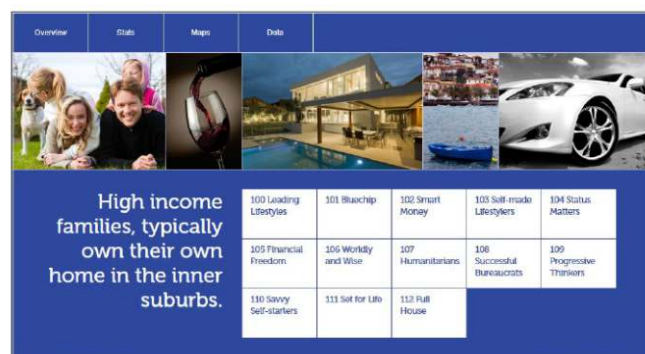 Overview
Stats
Maps
Data
High income
families, typically
own their own
home in the inner
suburbs.
100 Leading
Lifestyles
101 Bluechip
102 Smart
Money
103 Self-made
Lifestylers
104 Status
Matters
105 Financial
Freedom
106 Worldly
and Wise
107
Humanitarians
108
Successful
Bureaucrats
109
Progressive
Thinkers
110 Savvy
Self-starters
111 Set for Life
112 Full
House